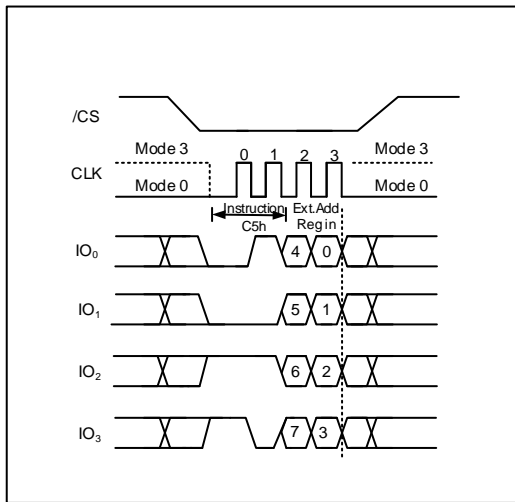 /CS
Mode 3 0 1 2 3 Mode 3
CLK
Mode 0 Mode 0
Instruction Ext.Add
C5h Reg in
IO0 4 0
IO1 5 1
IO2 6 2
IO3 7 3